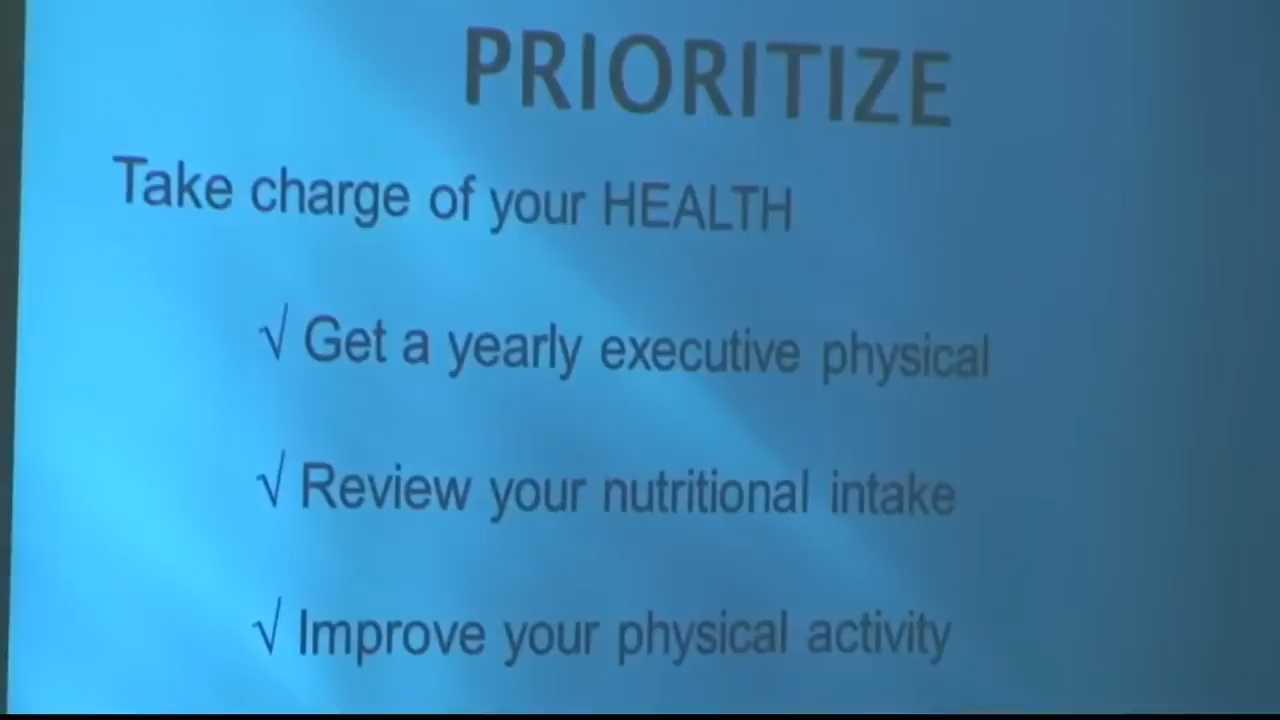 PRIORITIZE
Take charge of your HEALTH
√ Get a yearly executive physical
√ Review your nutritional intake
√ Improve your physical activity